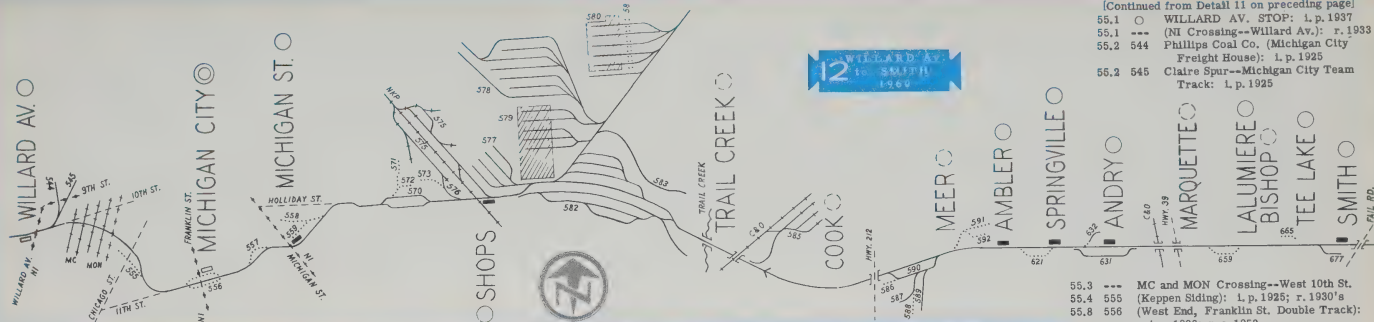 [Continued from Detail 11 on preceding page]
55.1 WILLARD AV. STOP: i.p. 1937
55.1 --- (NI Crossing--Willard Av.): r. 1933
55.2 544 Phillips Coal Co. (Michigan City
Freight House): i.p. 1925
55.2 545 Claire Spur--Michigan City Team
Track: i.p. 1925
12
WILLARD AV.
to SMITH
1960
WILLARD AV.
MICHIGAN CITY
MICHIGAN ST.
SHOPS
TRAIL CREEK
COOK
MEER
AMBLER
SPRINGVILLE
ANDRY
MARQUETTE
LALUMIERE
BISHOP
TEE LAKE
SMITH
WILLARD AV.
NI
544
545
9TH ST.
10TH ST.
MC
MON
555
CHICAGO ST.
11TH ST.
FRANKLIN ST.
556
NI
557
558
559
HOLLIDAY ST.
NI
MICHIGAN ST.
NKP
571
572
573
570
575
575
576
577
578
579
580
58
582
583
TRAIL CREEK
C&O
585
HWY. 212
586
587
588
589
590
591
592
621
632
631
C&O
HWY. 39
659
665
677
TAIL RD.
N
55.3 --- MC and MON Crossing--West 10th St.
55.4 555 (Keppen Siding): i.p. 1925; r. 1930's
55.8 556 (West End, Franklin St. Double Track):